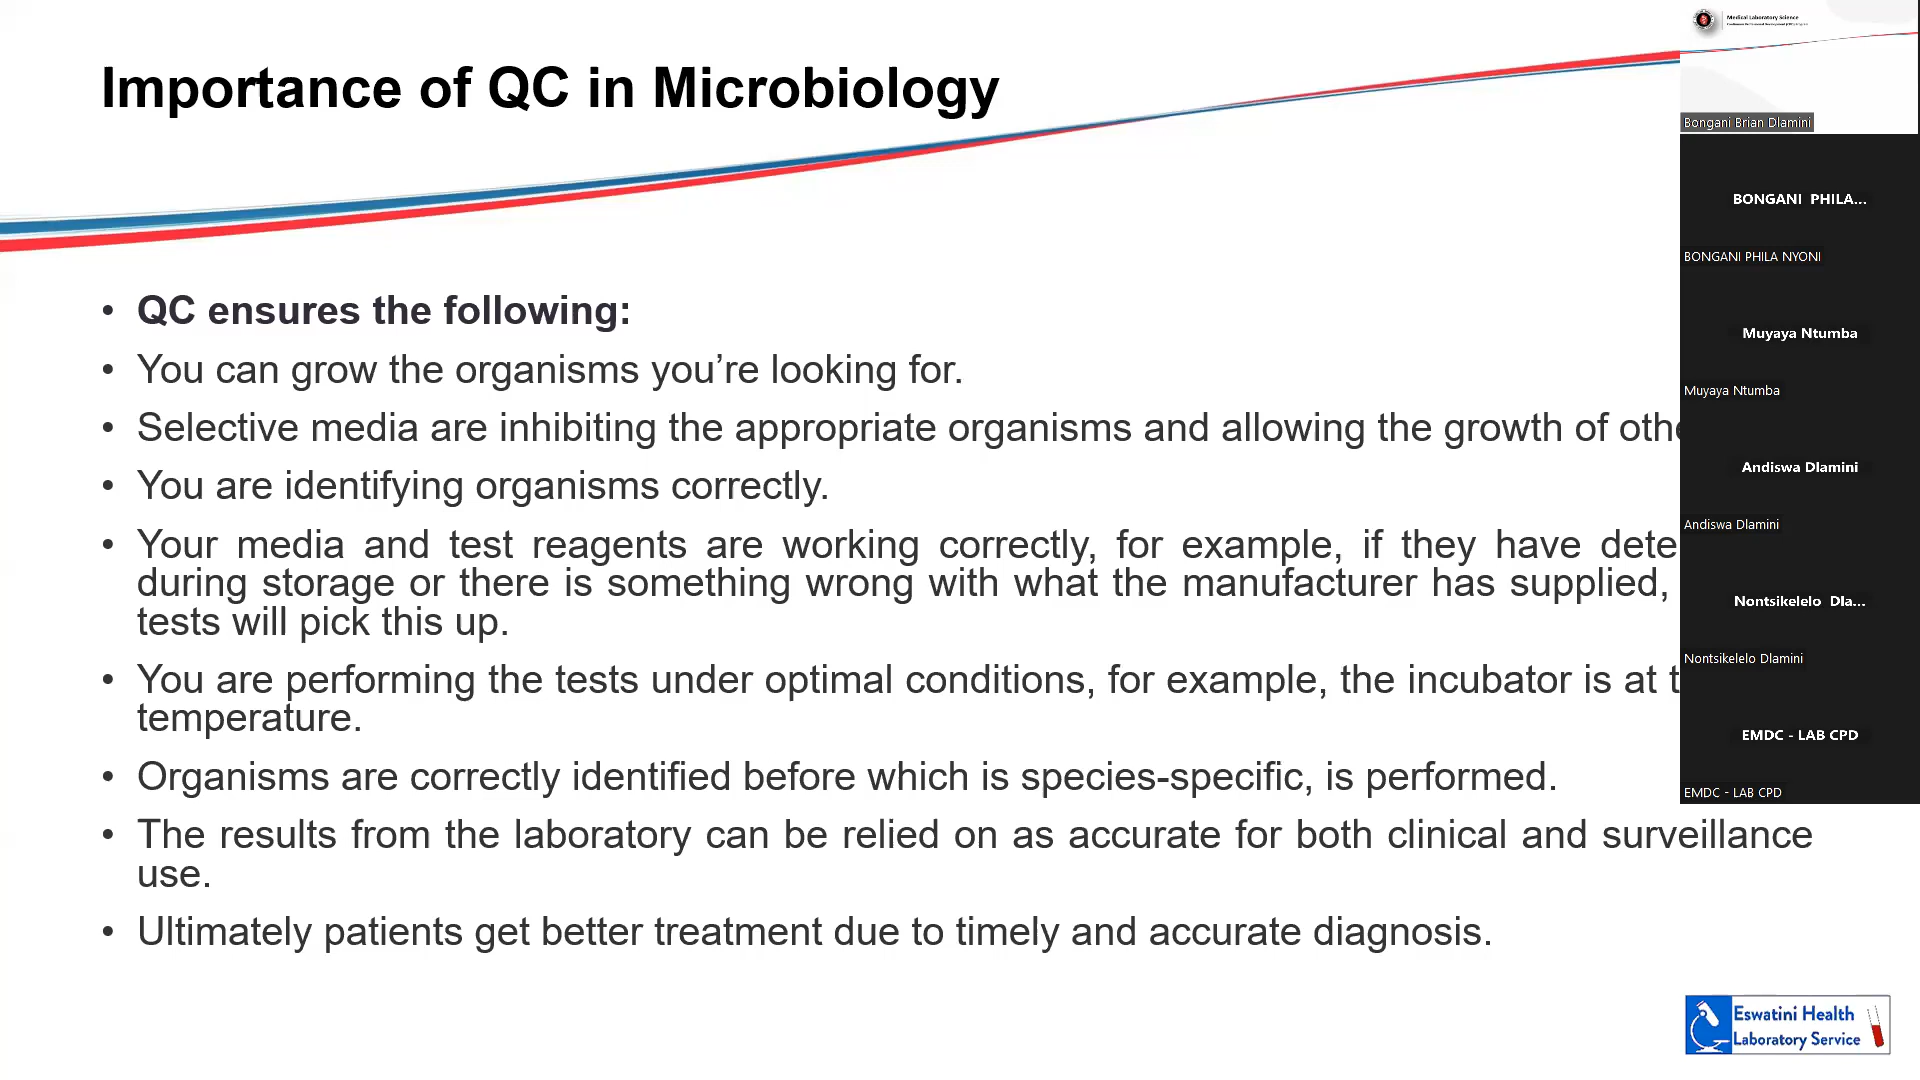 Importance of QC in Microbiology
• QC ensures the following:
• You can grow the organisms you’re looking for.
• Selective media are inhibiting the appropriate organisms and allowing the growth of
• You are identifying organisms correctly.
• Your media and test reagents are working correctly, for example, if they have
during storage or there is something wrong with what the manufacturer has supplied,
tests will pick this up.
• You are performing the tests under optimal conditions, for example, the incubator is at
temperature.
• Organisms are correctly identified before which is species-specific, is performed.
• The results from the laboratory can be relied on as accurate for both clinical and surveillance
use.
• Ultimately patients get better treatment due to timely and accurate diagnosis.
Medical Laboratory Science
Bongani Brian Dlamini
BONGANI PHILA...
BONGANI PHILA NYONI
Muyaya Ntumba
Muyaya Ntumba
Andiswa Dlamini
Andiswa Dlamini
Nontsikelelo Dla...
Nontsikelelo Dlamini
EMDC - LAB CPD
EMDC - LAB CPD
Eswatini Health
Laboratory Service